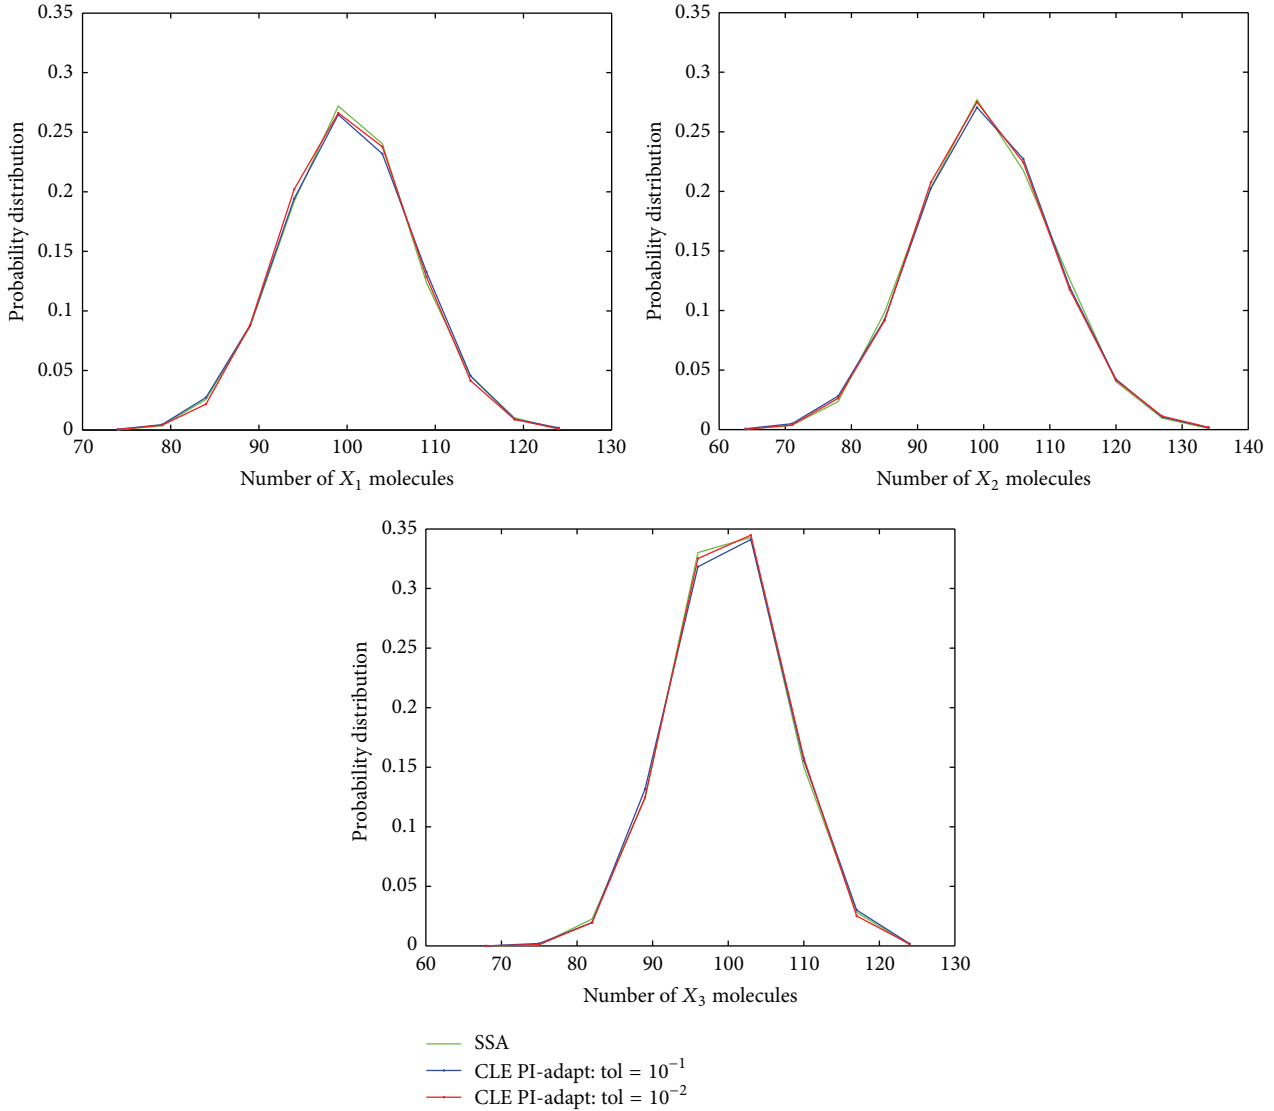 0.35
0.3
0.25
0.2
0.15
0.1
0.05
0
Probability distribution
70 80 90 100 110 120 130
Number of X₁ molecules
0.35
0.3
0.25
0.2
0.15
0.1
0.05
0
Probability distribution
60 70 80 90 100 110 120 130 140
Number of X₂ molecules
0.35
0.3
0.25
0.2
0.15
0.1
0.05
0
Probability distribution
60 70 80 90 100 110 120 130
Number of X₃ molecules
SSA
CLE PI-adapt: tol = 10⁻¹
CLE PI-adapt: tol = 10⁻²